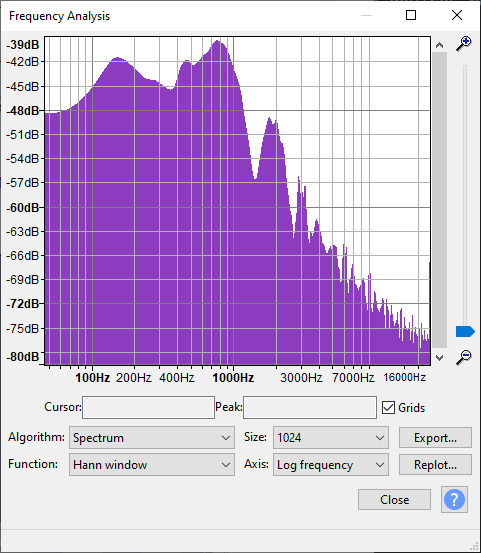 Frequency Analysis
-39dB
-42dB
-45dB
-48dB
-51dB
-54dB
-57dB
-60dB
-63dB
-66dB
-69dB
-72dB
-75dB
-80dB
100Hz 200Hz 400Hz 1000Hz 3000Hz 7000Hz 16000Hz
Cursor: Peak: Grids
Algorithm: Spectrum Size: 1024 Export...
Function: Hann window Axis: Log frequency Replot...
Close ?